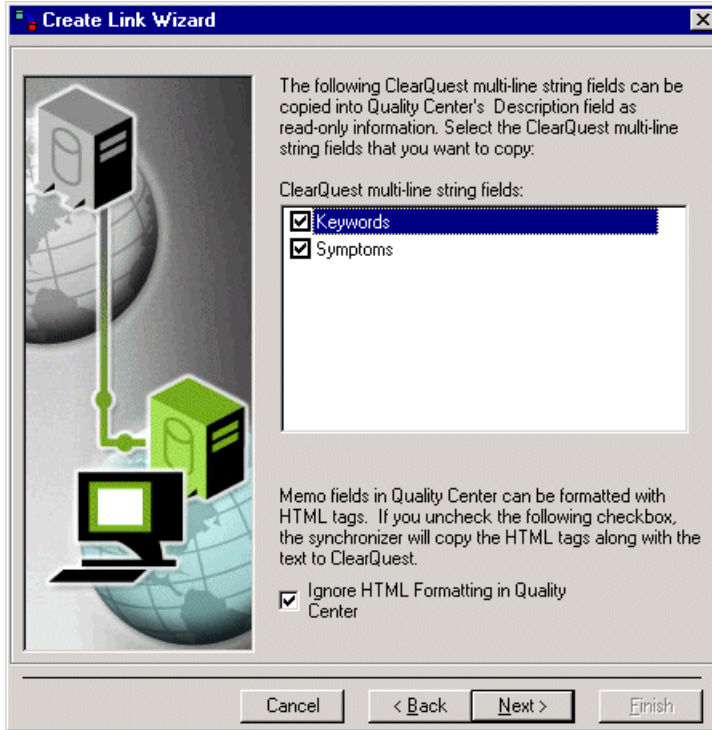 Create Link Wizard
The following ClearQuest multi-line string fields can be
copied into Quality Center's  Description field as
read-only information. Select the ClearQuest multi-line
string fields that you want to copy:
ClearQuest multi-line string fields:
Keywords
Symptoms
Memo fields in Quality Center can be formatted with
HTML tags.  If you uncheck the following checkbox,
the synchronizer will copy the HTML tags along with the
text to ClearQuest.
Ignore HTML Formatting in Quality
Center
Cancel
< Back
Next >
Finish